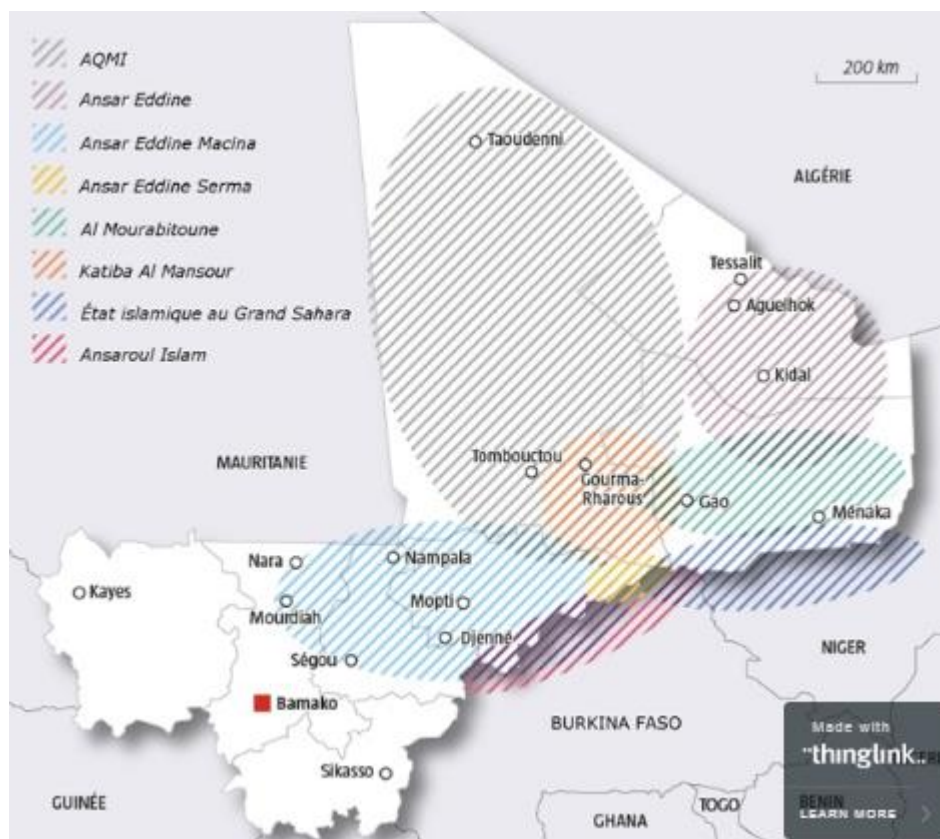 AQMI
Ansar Eddine
Ansar Eddine Macina
Ansar Eddine Serma
Al Mourabitoune
Katiba Al Mansour
État islamique au Grand Sahara
Ansaroul Islam
200 km
Taoudenni
ALGÉRIE
Tessalit
Aguelhok
Kidal
MAURITANIE
Tombouctou
Gourma-
Rharous
Gao
Ménaka
Nara
Nampala
Kayes
Mourdiah
Mopti
Djenné
Ségou
NIGER
Bamako
BURKINA FASO
Sikasso
GUINÉE
GHANA
TOGO
BENIN
Made with
thinglink..
LEARN MORE